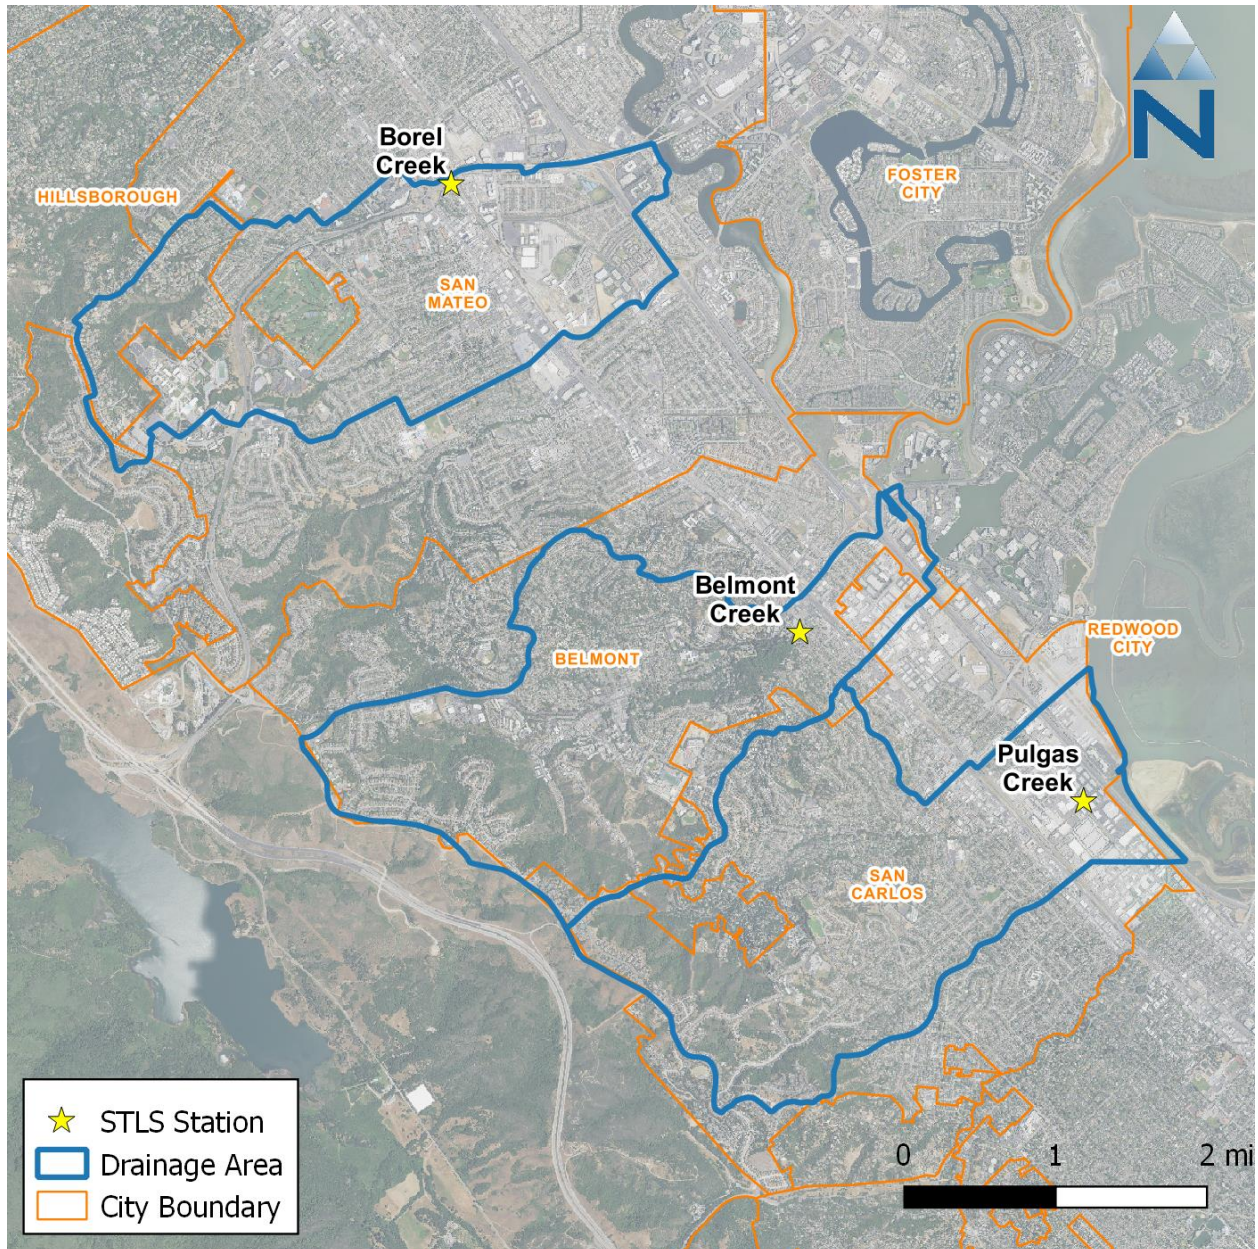 Borel
Creek
HILLSBOROUGH
FOSTER
CITY
SAN
MATEO
N
Belmont
Creek
BELMONT
REDWOOD
CITY
Pulgas
Creek
SAN
CARLOS
STLS Station
Drainage Area
City Boundary
0 1 2 mi